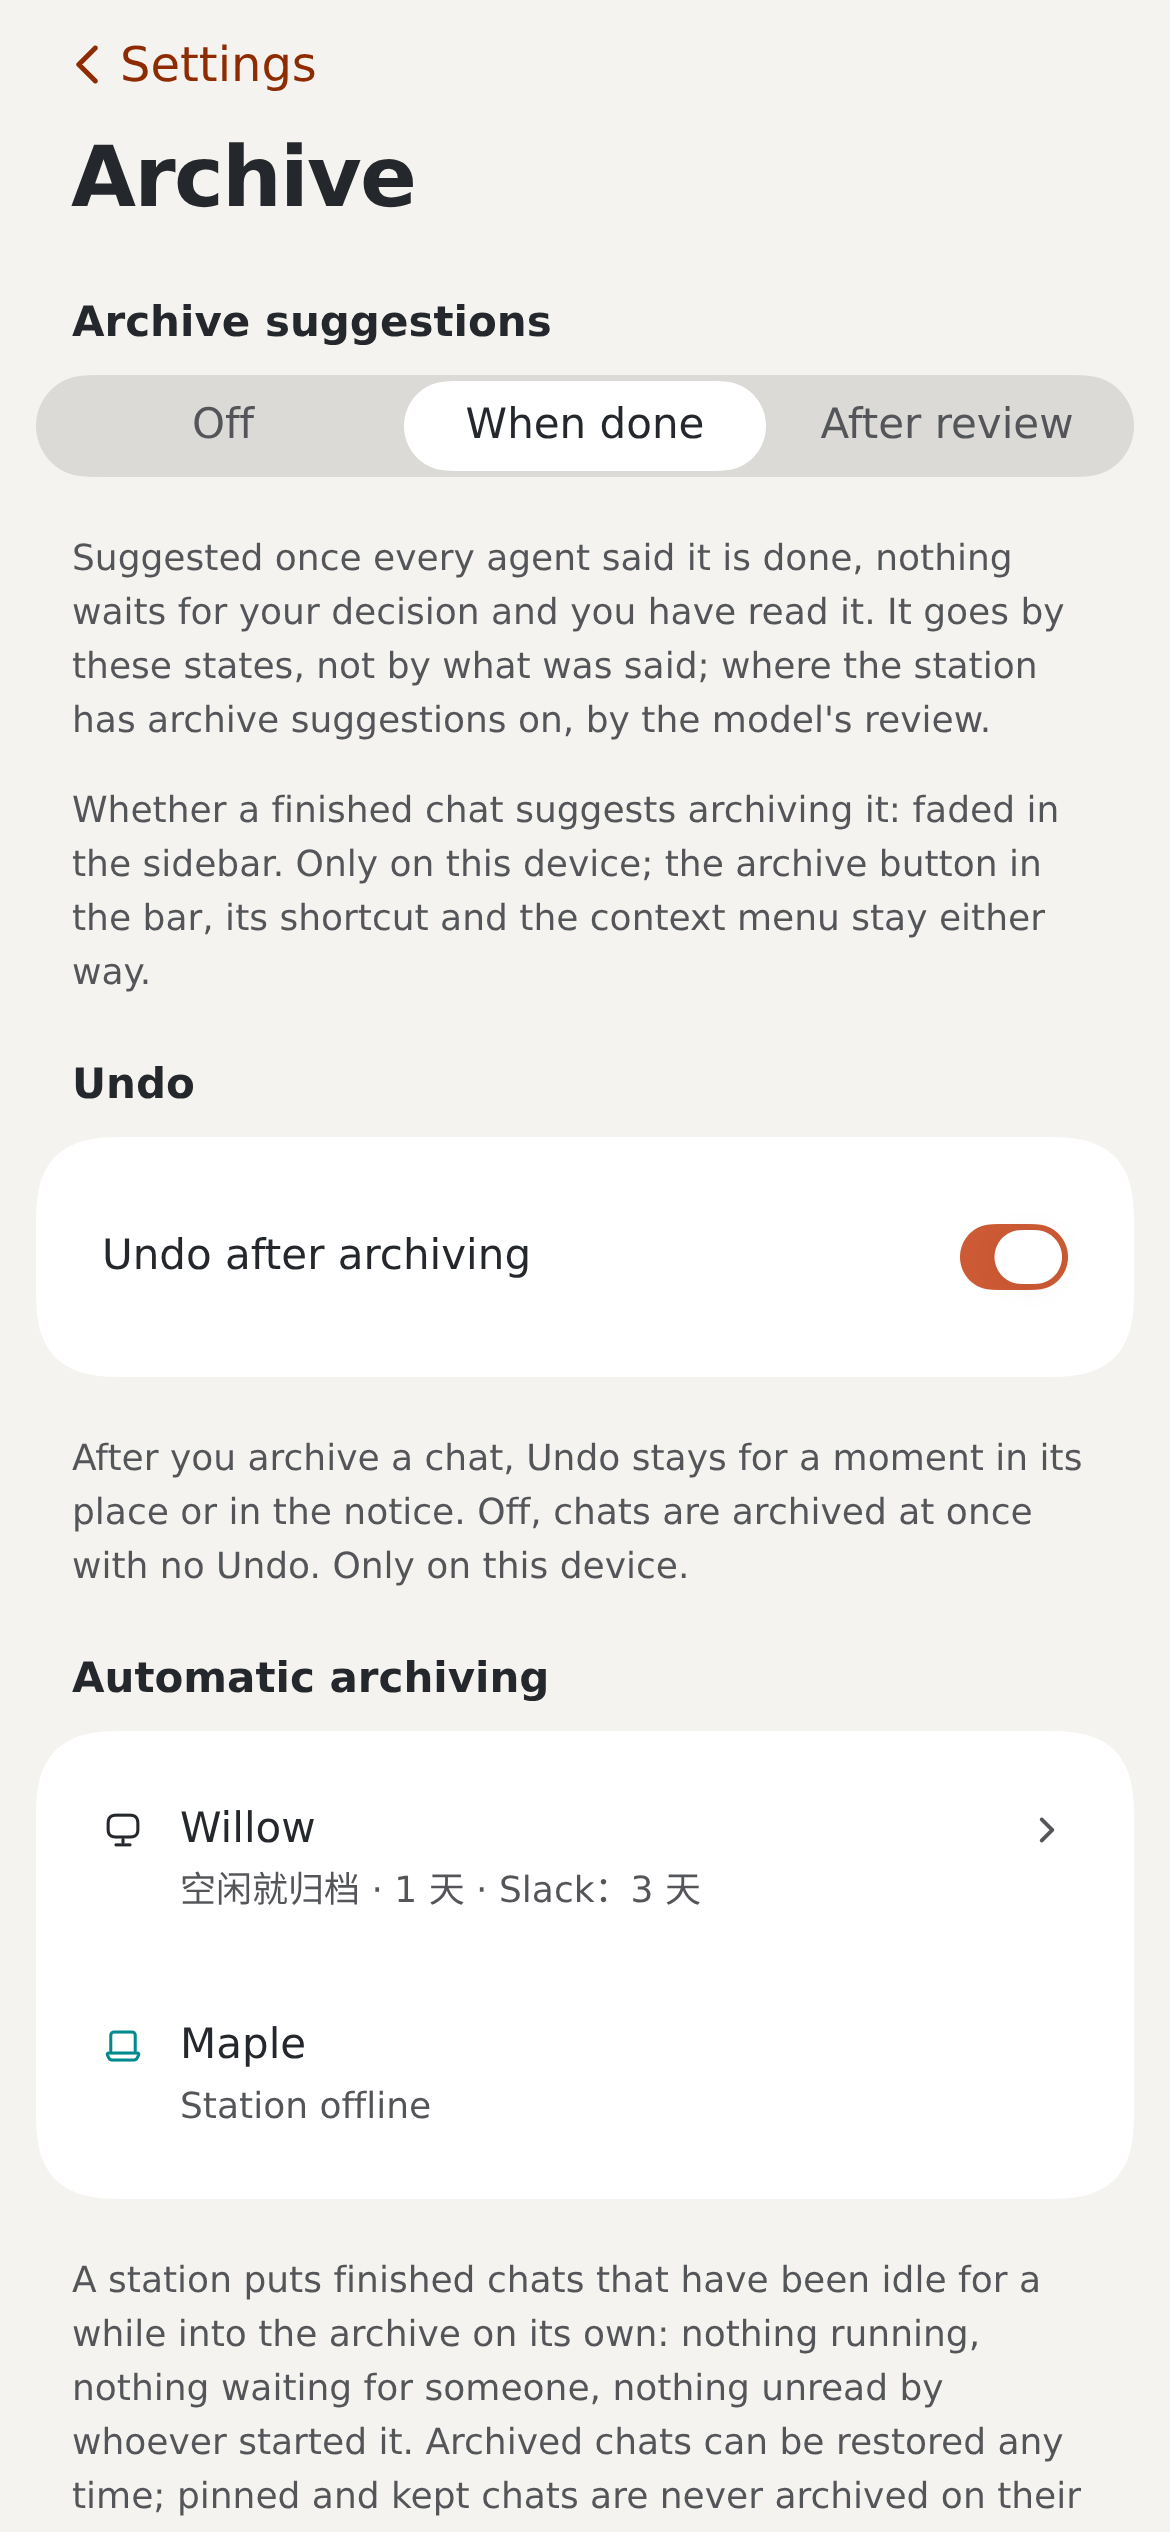 Settings
Archive
Archive suggestions
Off
When done
After review
Suggested once every agent said it is done, nothing
waits for your decision and you have read it. It goes by
these states, not by what was said; where the station
has archive suggestions on, by the model's review.
Whether a finished chat suggests archiving it: faded in
the sidebar. Only on this device; the archive button in
the bar, its shortcut and the context menu stay either
way.
Undo
Undo after archiving
After you archive a chat, Undo stays for a moment in its
place or in the notice. Off, chats are archived at once
with no Undo. Only on this device.
Automatic archiving
Willow
空闲就归档 · 1 天 · Slack：3 天
Maple
Station offline
A station puts finished chats that have been idle for a
while into the archive on its own: nothing running,
nothing waiting for someone, nothing unread by
whoever started it. Archived chats can be restored any
time; pinned and kept chats are never archived on their